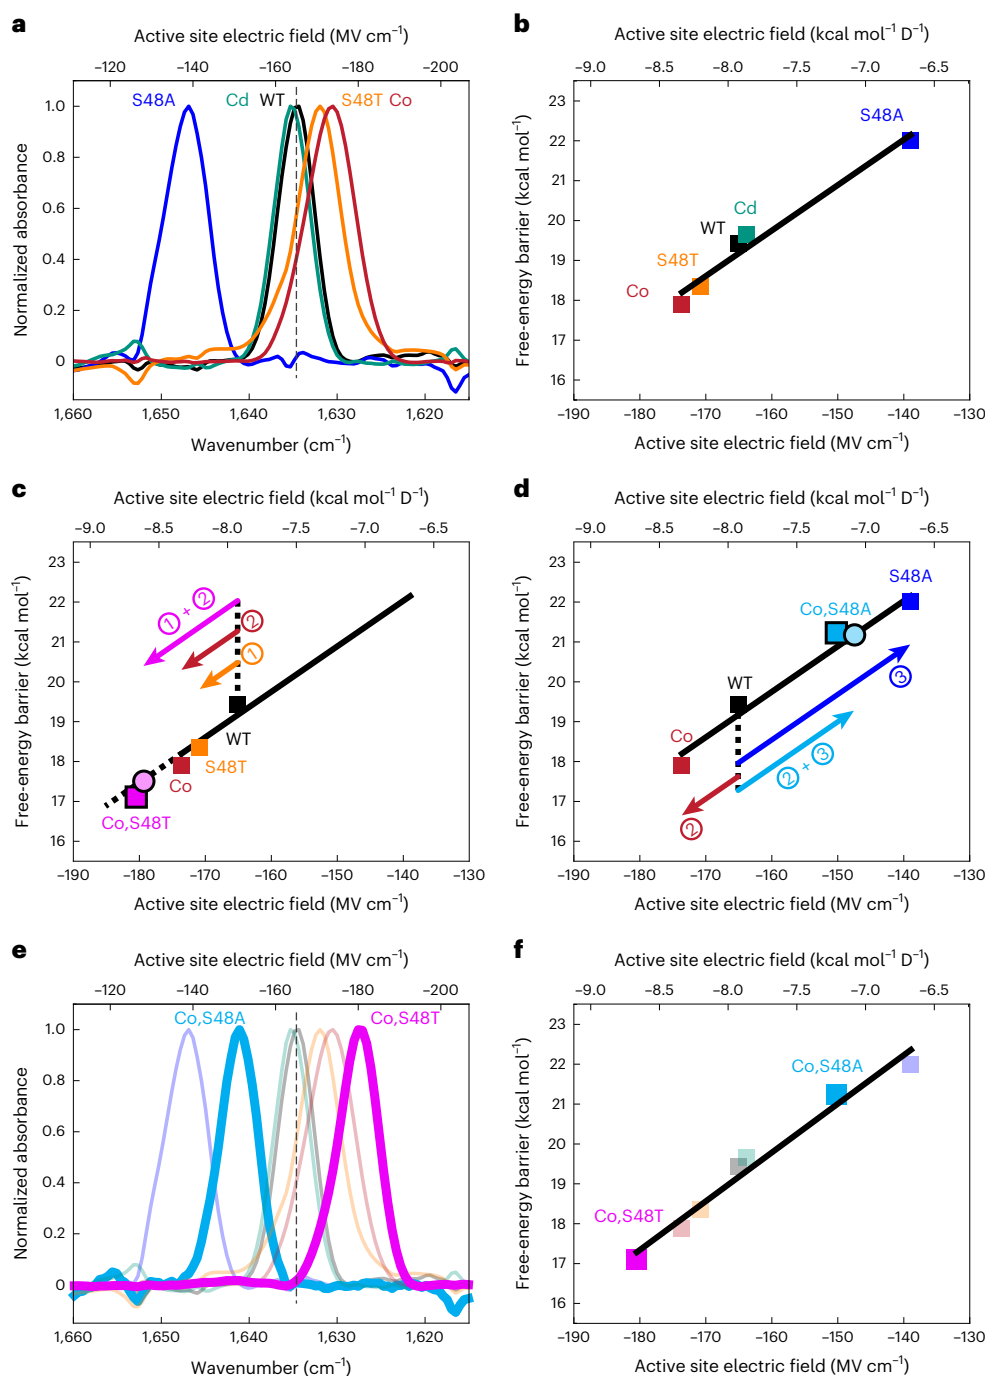 a
Active site electric field (MV cm⁻¹)
–120 –140 –160 –180 –200
S48A Cd WT S48T Co
1.0
0.8
0.6
0.4
0.2
0
Normalized absorbance
1,660 1,650 1,640 1,630 1,620
Wavenumber (cm⁻¹)
b
Active site electric field (kcal mol⁻¹ D⁻¹)
–9.0 –8.5 –8.0 –7.5 –7.0 –6.5
23
22
21
20
19
18
17
16
Free-energy barrier (kcal mol⁻¹)
S48A
Cd
WT
S48T
Co
–190 –180 –170 –160 –150 –140 –130
Active site electric field (MV cm⁻¹)
c
Active site electric field (kcal mol⁻¹ D⁻¹)
–9.0 –8.5 –8.0 –7.5 –7.0 –6.5
23
22
21
20
19
18
17
16
Free-energy barrier (kcal mol⁻¹)
① + ②
②
①
WT
S48T
Co
Co,S48T
–190 –180 –170 –160 –150 –140 –130
Active site electric field (MV cm⁻¹)
d
Active site electric field (kcal mol⁻¹ D⁻¹)
–9.0 –8.5 –8.0 –7.5 –7.0 –6.5
23
22
21
20
19
18
17
16
Free-energy barrier (kcal mol⁻¹)
S48A
Co,S48A
WT
③
Co
② + ③
②
–190 –180 –170 –160 –150 –140 –130
Active site electric field (MV cm⁻¹)
e
Active site electric field (MV cm⁻¹)
–120 –140 –160 –180 –200
Co,S48A Co,S48T
1.0
0.8
0.6
0.4
0.2
0
Normalized absorbance
1,660 1,650 1,640 1,630 1,620
Wavenumber (cm⁻¹)
f
Active site electric field (kcal mol⁻¹ D⁻¹)
–9.0 –8.5 –8.0 –7.5 –7.0 –6.5
23
22
21
20
19
18
17
16
Free-energy barrier (kcal mol⁻¹)
Co,S48A
Co,S48T
–190 –180 –170 –160 –150 –140 –130
Active site electric field (MV cm⁻¹)